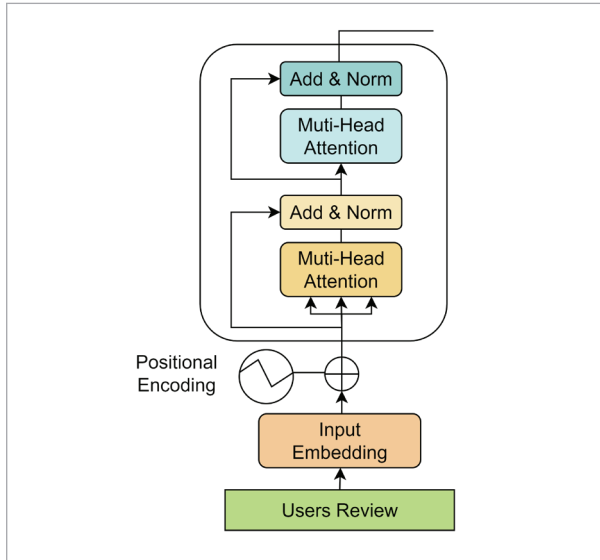 Add & Norm
Muti-Head
Attention
Add & Norm
Muti-Head
Attention
Positional
Encoding
Input
Embedding
Users Review